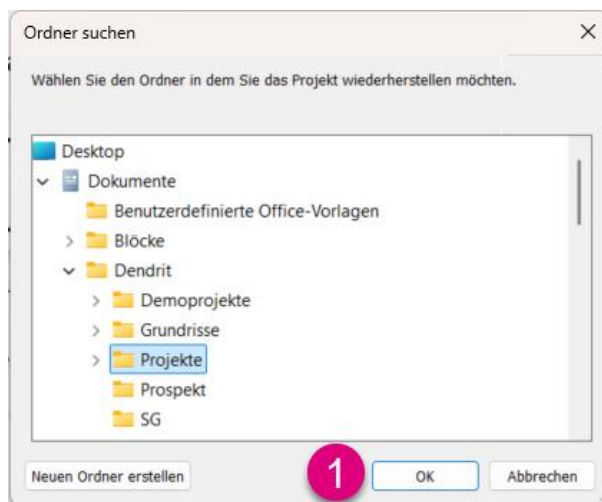 Ordner suchen
Wählen Sie den Ordner in dem Sie das Projekt wiederherstellen möchten.
Desktop
Dokumente
Benutzerdefinierte Office-Vorlagen
Blöcke
Dendrit
Demoprojekte
Grundrisse
Projekte
Prospekt
SG
Neuen Ordner erstellen 1 OK Abbrechen